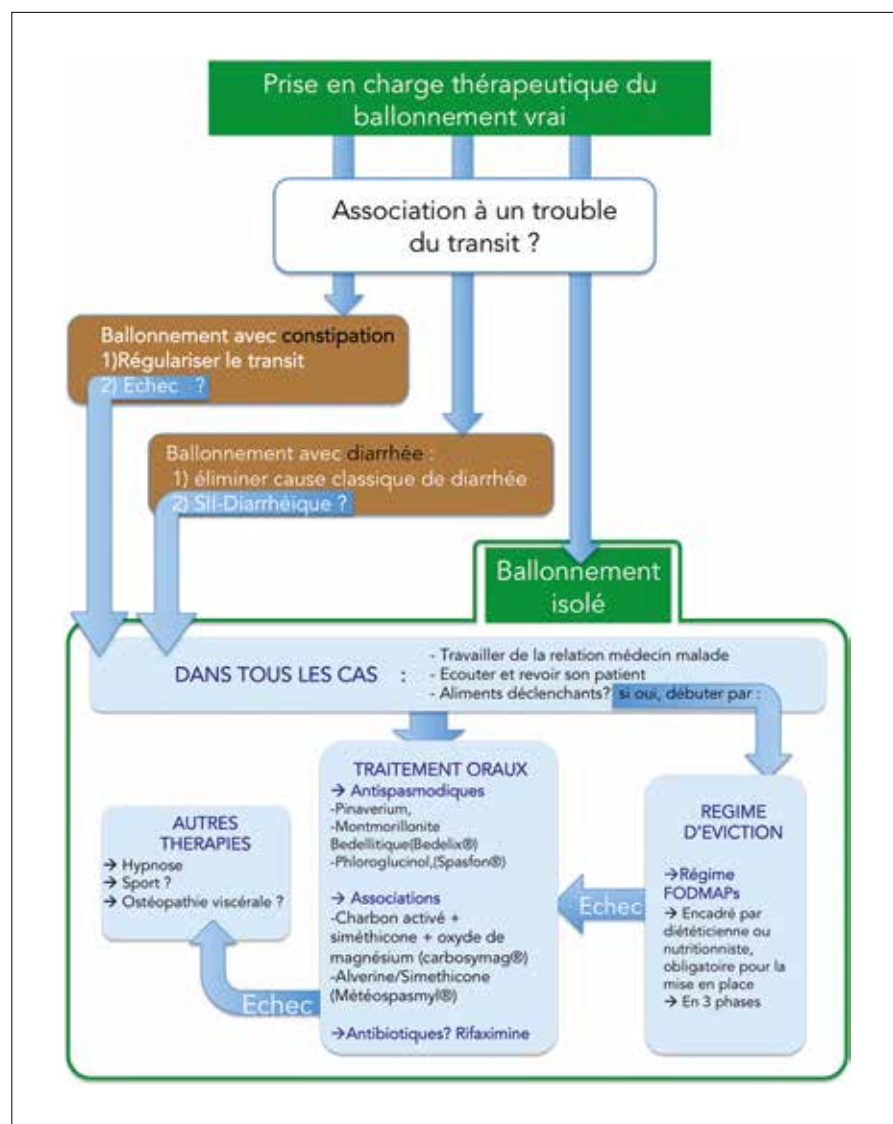 Prise en charge thérapeutique du
ballonnement vrai
Association à un trouble
du transit ?
Ballonnement avec constipation
1)Régulariser le transit
2) Echec ?
Ballonnement avec diarrhée :
1) éliminer cause classique de diarrhée
2) SII-Diarrhéique ?
Ballonnement
isolé
DANS TOUS LES CAS :
- Travailler de la relation médecin malade
- Ecouter et revoir son patient
- Aliments déclenchants? si oui, débuter par :
TRAITEMENT ORAUX
→ Antispasmodiques
-Pinaverium,
-Montmorillonite
Bedellitique(Bedelix®)
-Phloroglucinol,(Spasfon®)
→ Associations
-Charbon activé +
siméthicone + oxyde de
magnésium (carbosymag®)
-Alverine/Simethicone
(Météospasmyl®)
→Antibiotiques? Rifaximine
REGIME
D'EVICTION
→Régime
FODMAPs
→ Encadré par
diététicienne ou
nutritionniste,
obligatoire pour la
mise en place
→ En 3 phases
Echec
AUTRES
THERAPIES
→ Hypnose
→ Sport ?
→ Ostéopathie viscérale ?
Echec